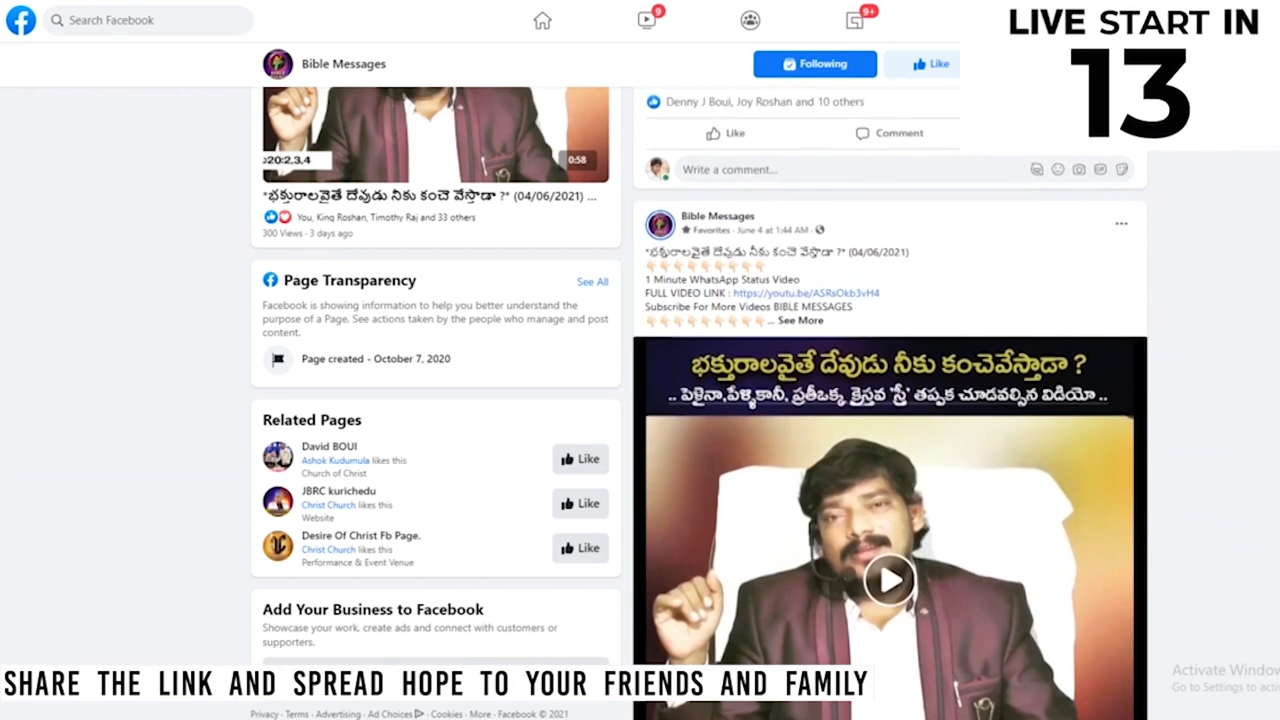 Search Facebook
9
9+
LIVE START IN
13
Bible Messages
Following
Like
020:2,3,4
0:58
*భక్తురాలవైతే దేవుడు నీకు కంచె వేస్తాడా ?* (04/06/2021) ...
You, King Roshan, Timothy Raj and 33 others
300 Views · 3 days ago
Page Transparency
See All
Facebook is showing information to help you better understand the
purpose of a Page. See actions taken by the people who manage and post
content.
Page created - October 7, 2020
Related Pages
David BOUI
Ashok Kudumula likes this
Church of Christ
Like
JBRC kurichedu
Christ Church likes this
Website
Like
Desire Of Christ Fb Page.
Christ Church likes this
Performance & Event Venue
Like
Add Your Business to Facebook
Showcase your work, create ads and connect with customers or
supporters.
Denny J Boui, Joy Roshan and 10 others
Like
Comment
Write a comment...
Bible Messages
Favorites · June 4 at 1:44 AM ·
*భక్తురాలవైతే దేవుడు నీకు కంచె వేస్తాడా ?* (04/06/2021)
1 Minute WhatsApp Status Video
FULL VIDEO LINK : https://youtu.be/ASRsOkb3vH4
Subscribe For More Videos BIBLE MESSAGES
... See More
భక్తురాలవైతే దేవుడు నీకు కంచెవేస్తాడా ?
.. పెళ్లైనా,పేళ్ళికానీ, ప్రతీఒక్క క్రైస్తవ 'స్త్రీ' తప్పక చూడవల్సిన విడియో ..
SHARE THE LINK AND SPREAD HOPE TO YOUR FRIENDS AND FAMILY
Privacy · Terms · Advertising · Ad Choices · Cookies · More · Facebook © 2021
Activate Window
Go to Settings to acti